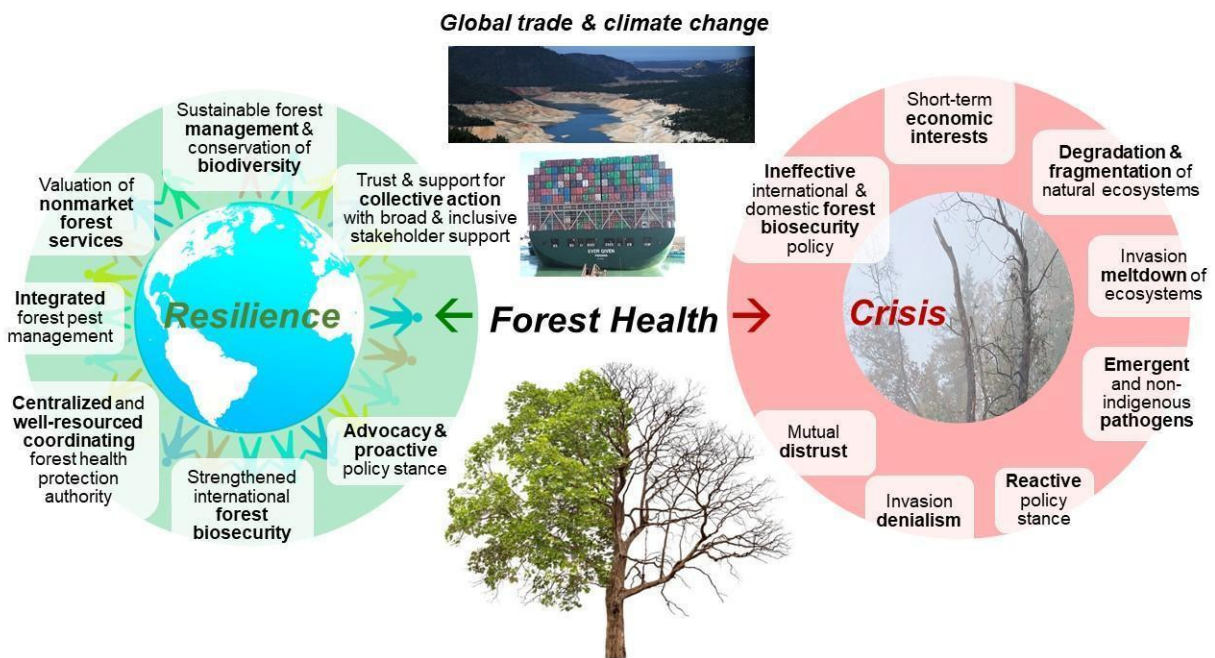 Global trade & climate change
Sustainable forest
management &
conservation of
biodiversity
Valuation of
nonmarket
forest
services
Trust & support for
collective action
with broad & inclusive
stakeholder support
Integrated
forest pest
management
Resilience
Centralized and
well-resourced
coordinating
forest health
protection
authority
Strengthened
international
forest
biosecurity
Advocacy &
proactive
policy stance
EVER GIVEN
← Forest Health →
Short-term
economic
interests
Ineffective
international &
domestic forest
biosecurity
policy
Degradation &
fragmentation of
natural ecosystems
Invasion
meltdown of
ecosystems
Crisis
Emergent
and non-
indigenous
pathogens
Mutual
distrust
Invasion
denialism
Reactive
policy
stance